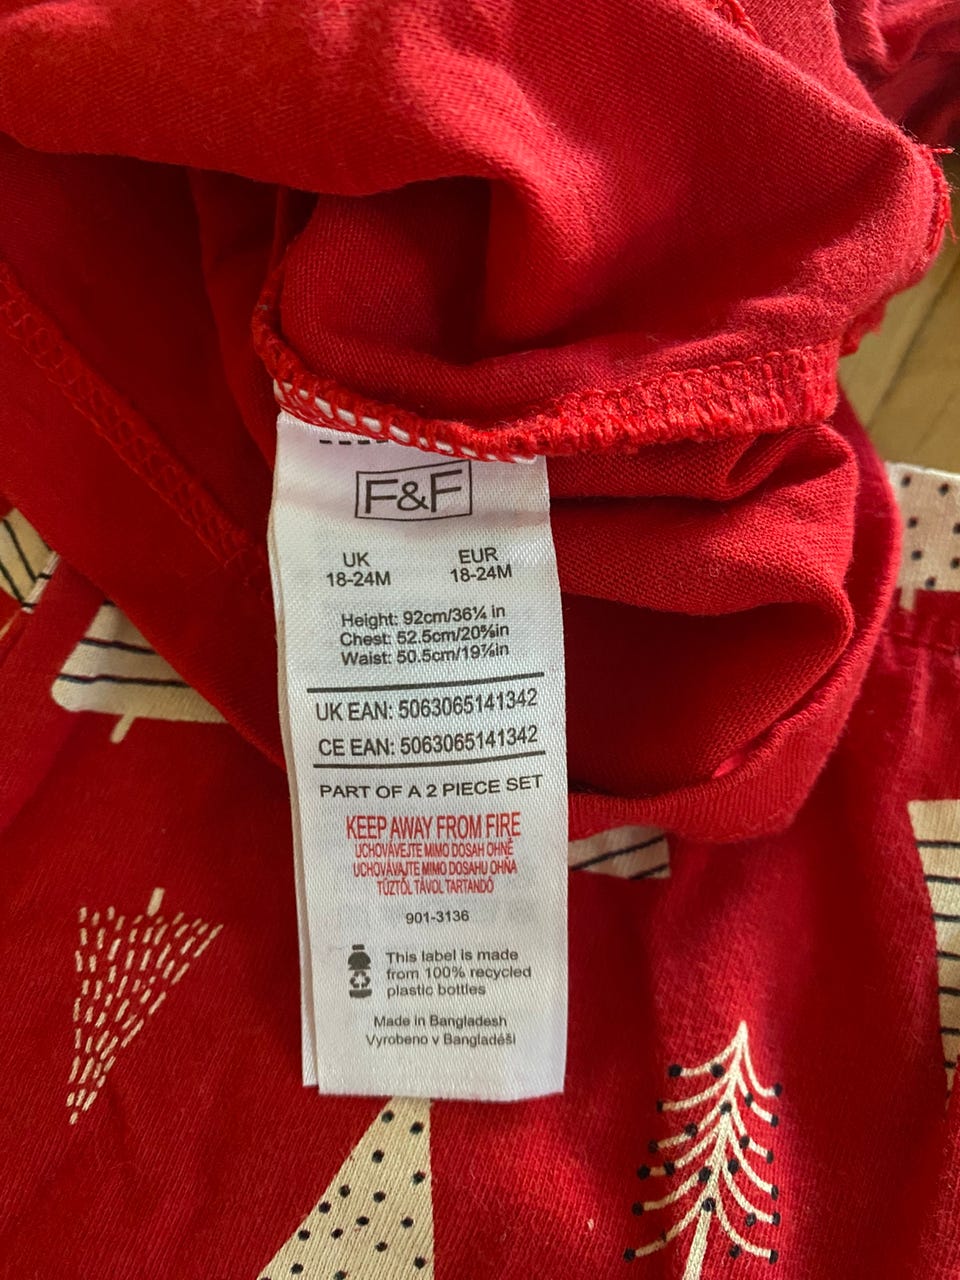 F&F
UK EUR
18-24M 18-24M
Height: 92cm/36¼ in
Chest: 52.5cm/20⅝in
Waist: 50.5cm/19⅞in
UK EAN: 5063065141342
CE EAN: 5063065141342
PART OF A 2 PIECE SET
KEEP AWAY FROM FIRE
UCHOVÁVEJTE MIMO DOSAH OHNĚ
UCHOVÁVAJTE MIMO DOSAHU OHŇA
TŰZTŐL TÁVOL TARTANDÓ
901-3136
This label is made
from 100% recycled
plastic bottles
Made in Bangladesh
Vyrobeno v Bangladéši